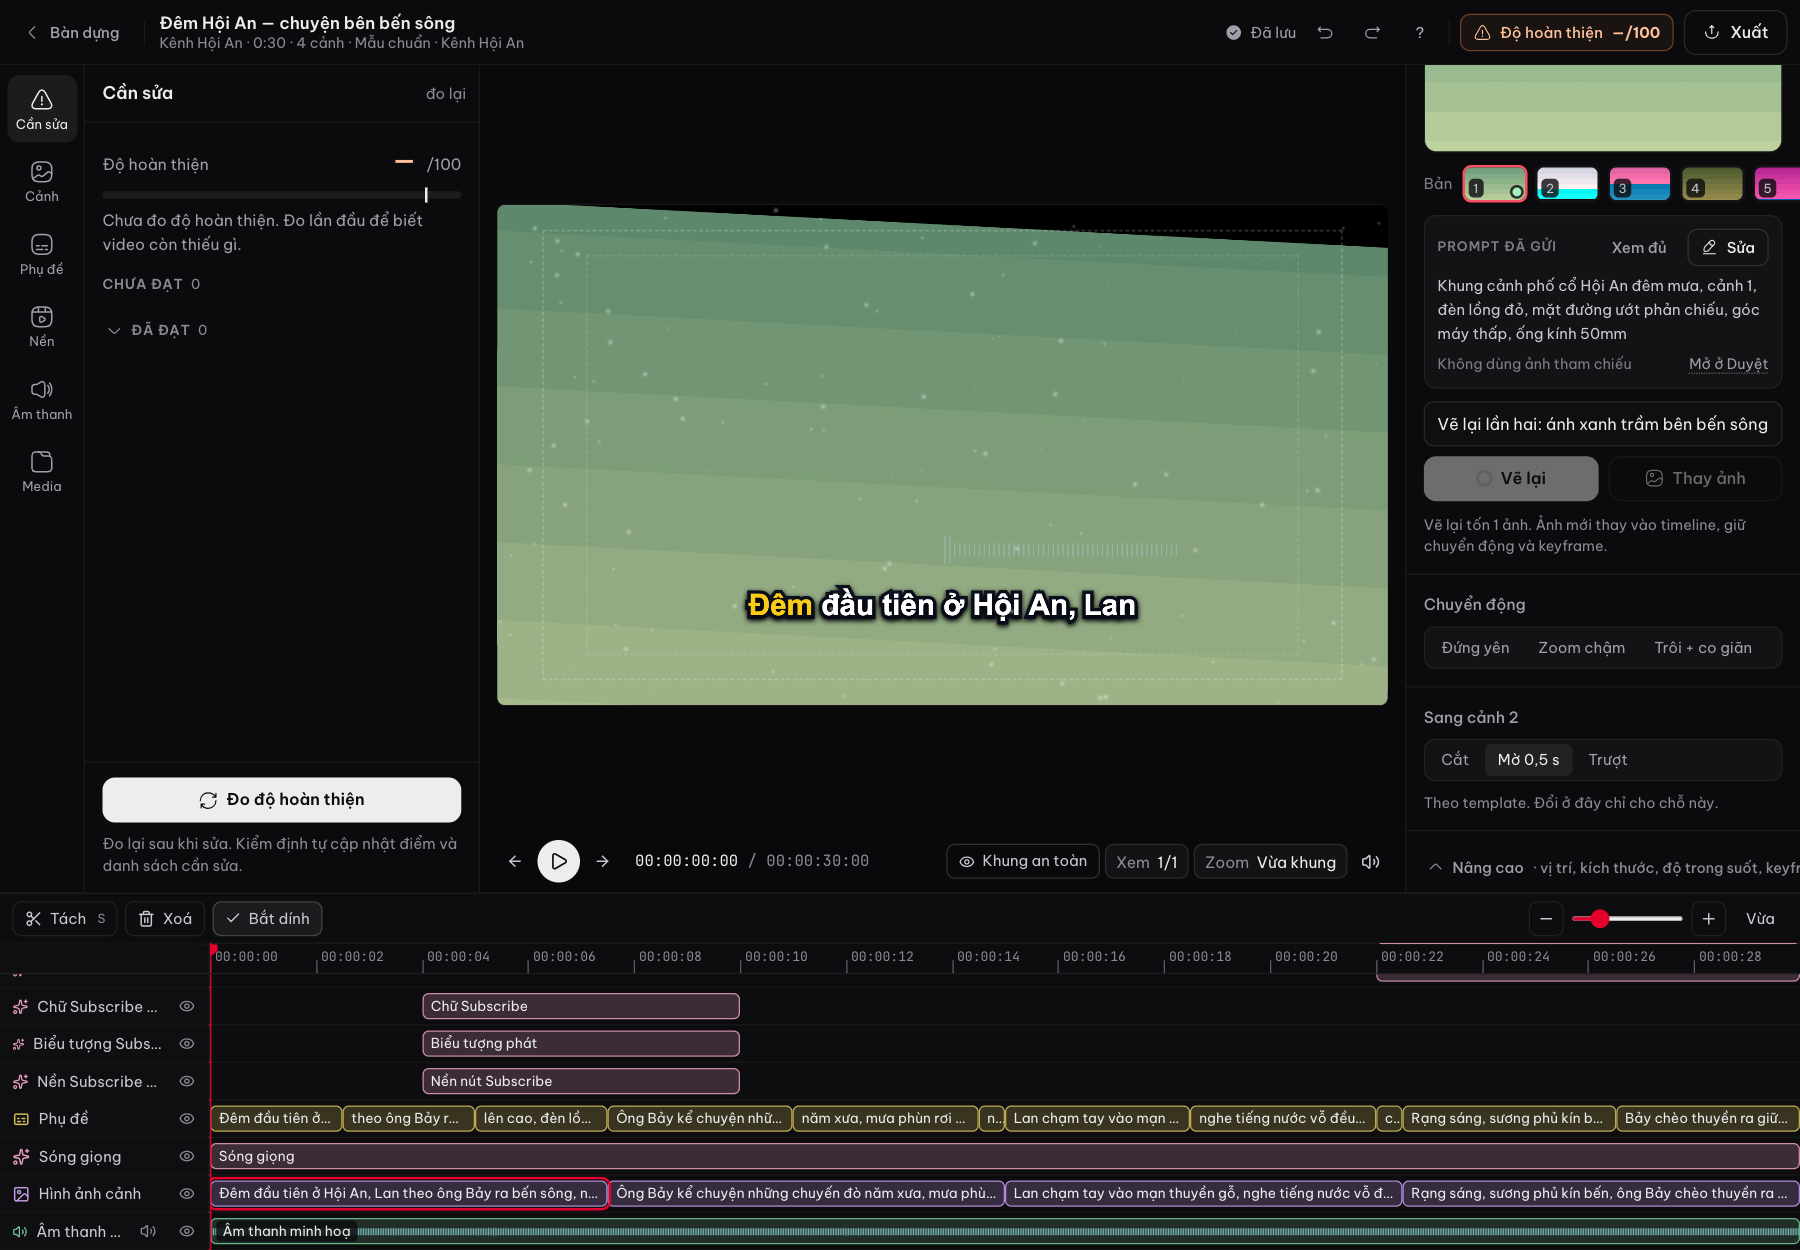 Bàn dựng
Đêm Hội An — chuyện bên bến sông
Kênh Hội An · 0:30 · 4 cảnh · Mẫu chuẩn · Kênh Hội An
Đã lưu
?
Độ hoàn thiện –/100
Xuất
Cần sửa
Cảnh
Phụ đề
Nền
Âm thanh
Media
Cần sửa
đo lại
Độ hoàn thiện
– /100
Chưa đo độ hoàn thiện. Đo lần đầu để biết
video còn thiếu gì.
CHƯA ĐẠT 0
ĐÃ ĐẠT 0
Đo độ hoàn thiện
Đo lại sau khi sửa. Kiểm định tự cập nhật điểm và
danh sách cần sửa.
Đêm đầu tiên ở Hội An, Lan
00:00:00:00 / 00:00:30:00
Khung an toàn
Xem 1/1
Zoom Vừa khung
Bản
1
2
3
4
5
PROMPT ĐÃ GỬI
Xem đủ
Sửa
Khung cảnh phố cổ Hội An đêm mưa, cảnh 1,
đèn lồng đỏ, mặt đường ướt phản chiếu, góc
máy thấp, ống kính 50mm
Không dùng ảnh tham chiếu
Mở ở Duyệt
Vẽ lại lần hai: ánh xanh trầm bên bến sông
Vẽ lại
Thay ảnh
Vẽ lại tốn 1 ảnh. Ảnh mới thay vào timeline, giữ
chuyển động và keyframe.
Chuyển động
Đứng yên
Zoom chậm
Trôi + co giãn
Sang cảnh 2
Cắt
Mờ 0,5 s
Trượt
Theo template. Đổi ở đây chỉ cho chỗ này.
Nâng cao · vị trí, kích thước, độ trong suốt, keyfr
Tách S
Xoá
Bắt dính
Vừa
00:00:00
00:00:02
00:00:04
00:00:06
00:00:08
00:00:10
00:00:12
00:00:14
00:00:16
00:00:18
00:00:20
00:00:22
00:00:24
00:00:26
00:00:28
Chữ Subscribe ...
Chữ Subscribe
Biểu tượng Subs...
Biểu tượng phát
Nền Subscribe ...
Nền nút Subscribe
Phụ đề
Đêm đầu tiên ở...
theo ông Bảy r...
lên cao, đèn lồ...
Ông Bảy kể chuyện nhữ...
năm xưa, mưa phùn rơi ...
n...
Lan chạm tay vào mạn ...
nghe tiếng nước vỗ đều...
c...
Rạng sáng, sương phủ kín b...
Bảy chèo thuyền ra giữ...
Sóng giọng
Sóng giọng
Hình ảnh cảnh
Đêm đầu tiên ở Hội An, Lan theo ông Bảy ra bến sông, n...
Ông Bảy kể chuyện những chuyến đò năm xưa, mưa phù...
Lan chạm tay vào mạn thuyền gỗ, nghe tiếng nước vỗ đ...
Rạng sáng, sương phủ kín bến, ông Bảy chèo thuyền ra ...
Âm thanh ...
Âm thanh minh hoạ